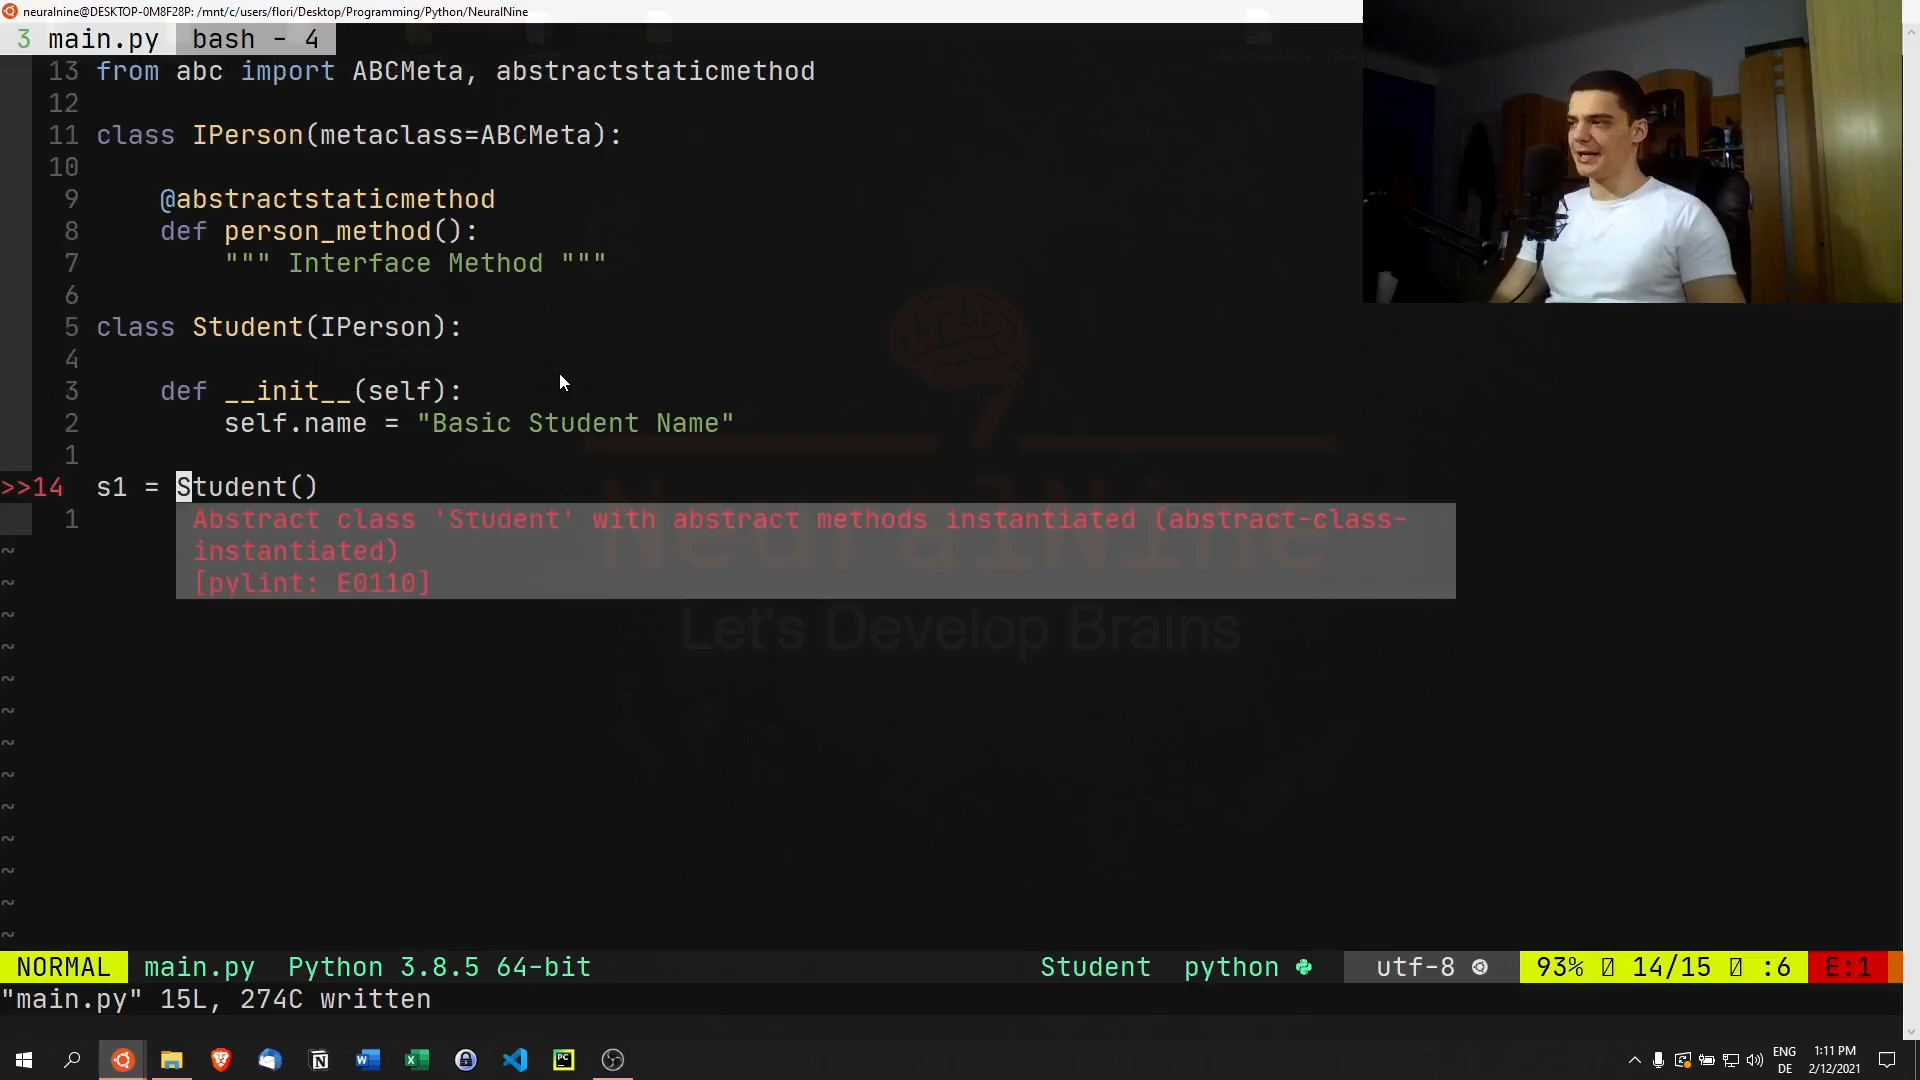 neuralnine@DESKTOP-0M8F28P: /mnt/c/users/flori/Desktop/Programming/Python/NeuralNine
3 main.py bash - 4
13 from abc import ABCMeta, abstractstaticmethod
12
11 class IPerson(metaclass=ABCMeta):
10
9 @abstractstaticmethod
8 def person_method():
7 """ Interface Method """
6
5 class Student(IPerson):
4
3 def __init__(self):
2 self.name = "Basic Student Name"
1
>>14 s1 = Student()
1 Abstract class 'Student' with abstract methods instantiated (abstract-class-
instantiated)
[pylint: E0110]
NeuralNine
Let's Develop Brains
~
~
~
~
~
~
~
~
~
~
~
~
~
NORMAL main.py Python 3.8.5 64-bit Student python utf-8 93% 14/15 :6 E:1
"main.py" 15L, 274C written
ENG 1:11 PM
DE 2/12/2021